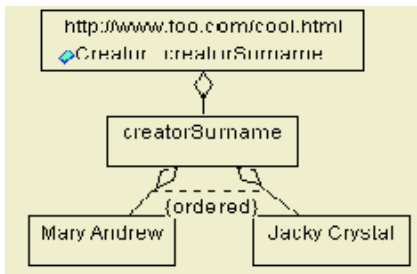 http://www.foo.com/cool.html
Creator creatorSurname
creatorSurname
{ordered}
Mary Andrew
Jacky Crystal